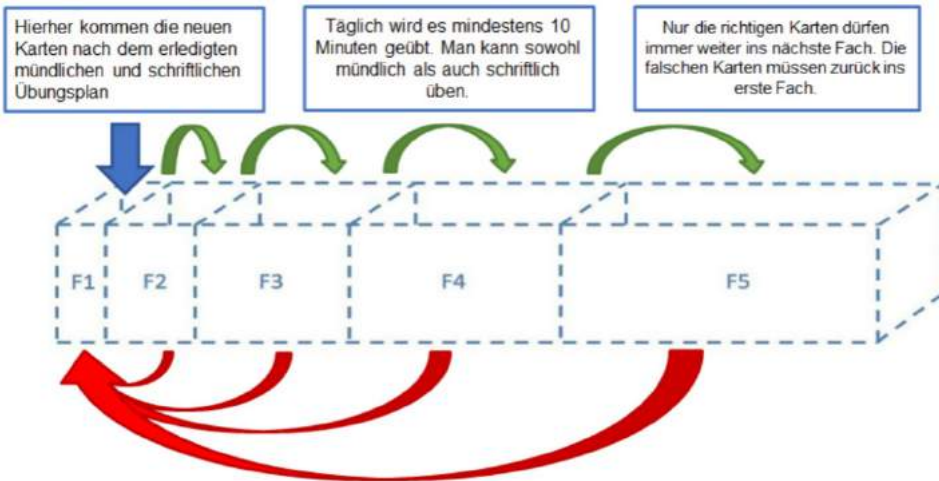 Hierher kommen die neuen
Karten nach dem erledigten
mündlichen und schriftlichen
Übungsplan
Täglich wird es mindestens 10
Minuten geübt. Man kann sowohl
mündlich als auch schriftlich
üben.
Nur die richtigen Karten dürfen
immer weiter ins nächste Fach. Die
falschen Karten müssen zurück ins
erste Fach.
F1
F2
F3
F4
F5